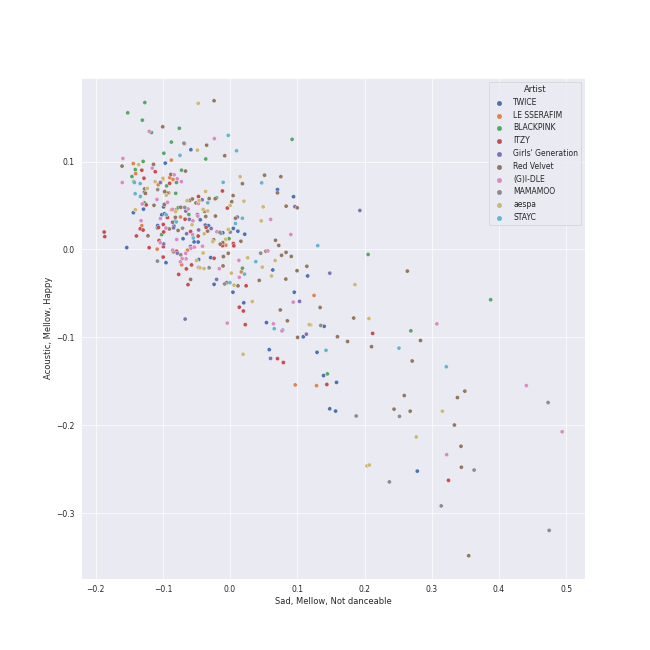 Artist
TWICE
LE SSERAFIM
BLACKPINK
ITZY
Girls' Generation
Red Velvet
(G)I-DLE
MAMAMOO
aespa
STAYC
0.1
0.0
−0.1
−0.2
−0.3
Acoustic, Mellow, Happy
−0.2 −0.1 0.0 0.1 0.2 0.3 0.4 0.5
Sad, Mellow, Not danceable